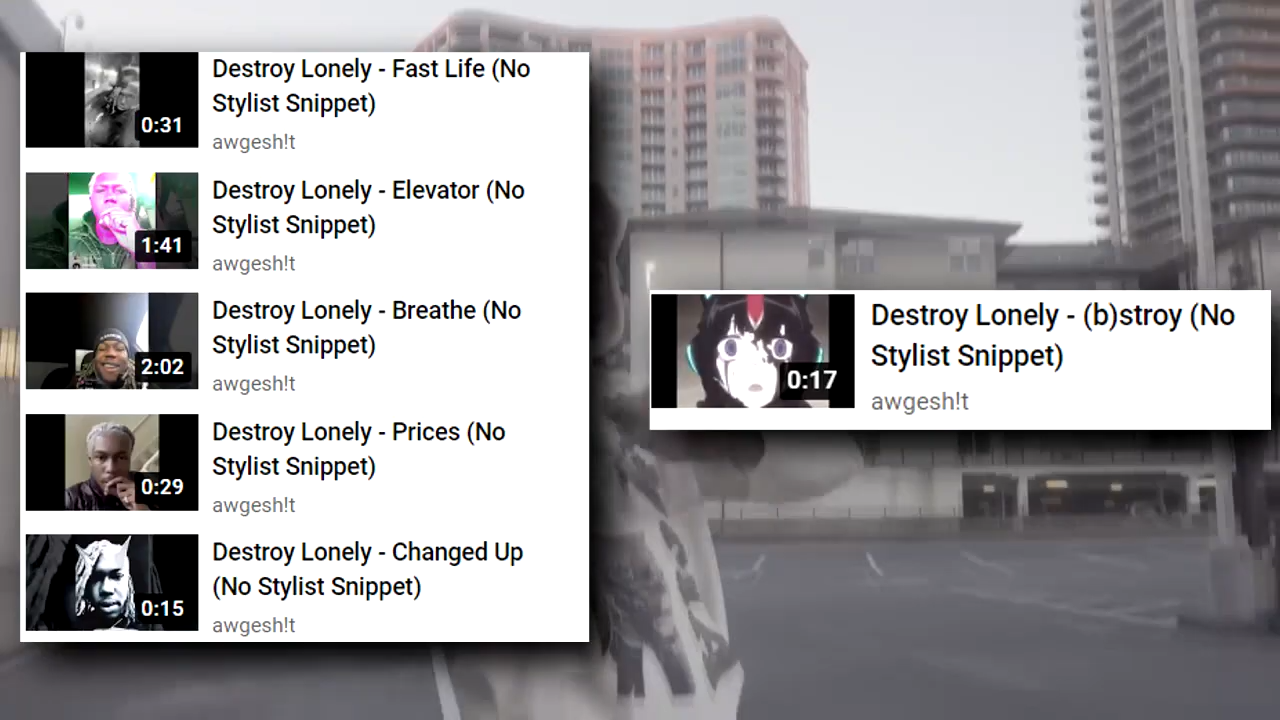 Destroy Lonely - Fast Life (No
Stylist Snippet)
0:31
awgesh!t
Destroy Lonely - Elevator (No
Stylist Snippet)
1:41
awgesh!t
Destroy Lonely - Breathe (No
Stylist Snippet)
2:02
awgesh!t
Destroy Lonely - Prices (No
Stylist Snippet)
0:29
awgesh!t
Destroy Lonely - Changed Up
(No Stylist Snippet)
0:15
awgesh!t
Destroy Lonely - (b)stroy (No
Stylist Snippet)
0:17
awgesh!t